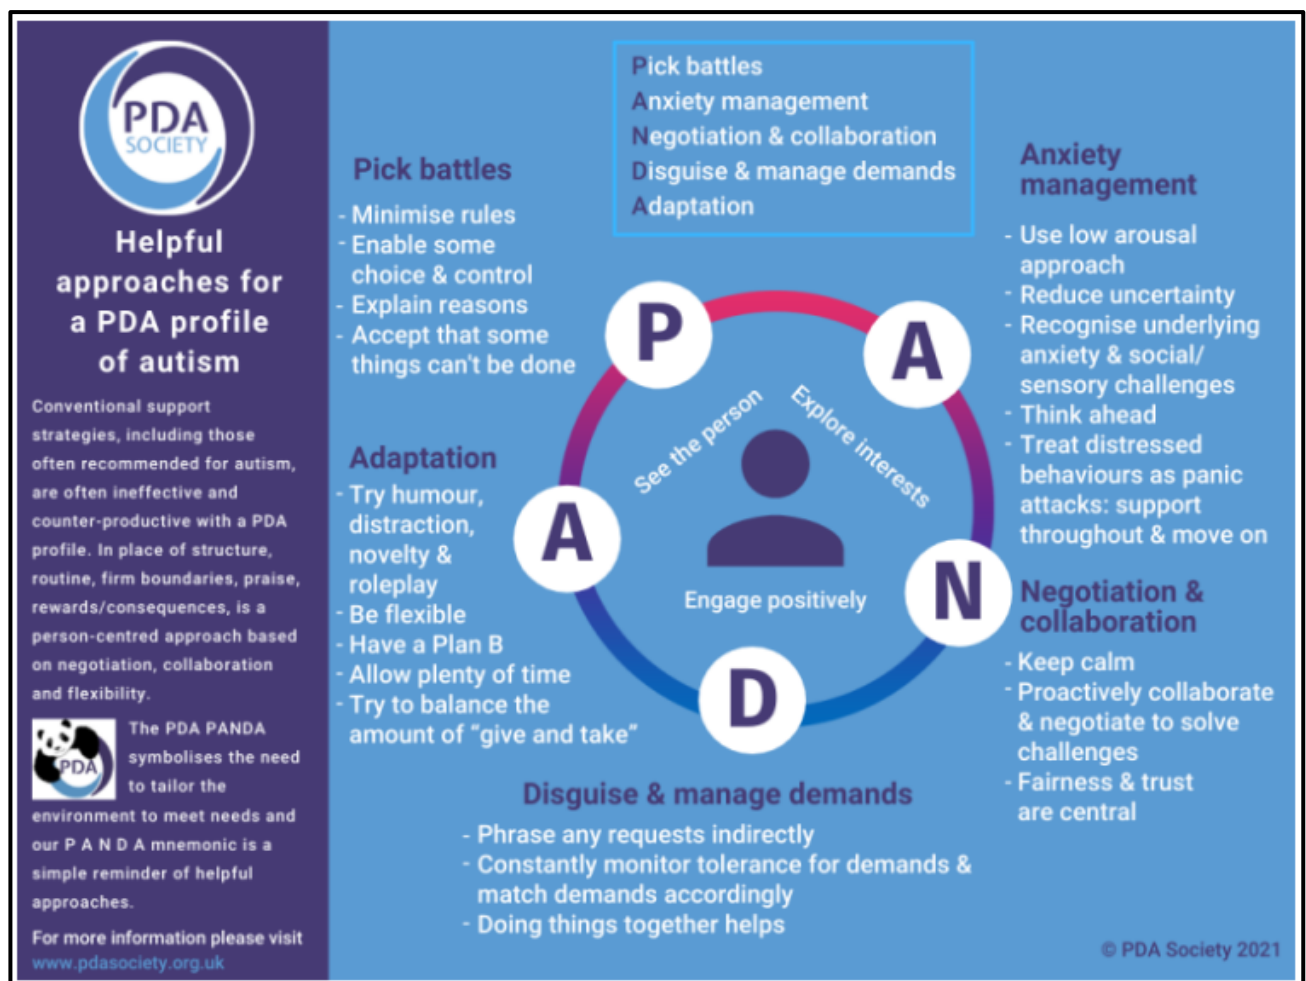 PDA
SOCIETY
Helpful
approaches for
a PDA profile
of autism
Conventional support
strategies, including those
often recommended for autism,
are often ineffective and
counter-productive with a PDA
profile. In place of structure,
routine, firm boundaries, praise,
rewards/consequences, is a
person-centred approach based
on negotiation, collaboration
and flexibility.
PDA
The PDA PANDA
symbolises the need
to tailor the
environment to meet needs and
our P A N D A mnemonic is a
simple reminder of helpful
approaches.
For more information please visit
www.pdasociety.org.uk
Pick battles
Anxiety management
Negotiation & collaboration
Disguise & manage demands
Adaptation
Pick battles
- Minimise rules
- Enable some
choice & control
- Explain reasons
- Accept that some
things can't be done
Anxiety
management
- Use low arousal
approach
- Reduce uncertainty
- Recognise underlying
anxiety & social/
sensory challenges
- Think ahead
- Treat distressed
behaviours as panic
attacks: support
throughout & move on
P
A
N
D
A
See the person
Explore interests
Engage positively
Adaptation
- Try humour,
distraction,
novelty &
roleplay
- Be flexible
- Have a Plan B
- Allow plenty of time
- Try to balance the
amount of “give and take”
Negotiation &
collaboration
- Keep calm
- Proactively collaborate
& negotiate to solve
challenges
- Fairness & trust
are central
Disguise & manage demands
- Phrase any requests indirectly
- Constantly monitor tolerance for demands &
match demands accordingly
- Doing things together helps
© PDA Society 2021